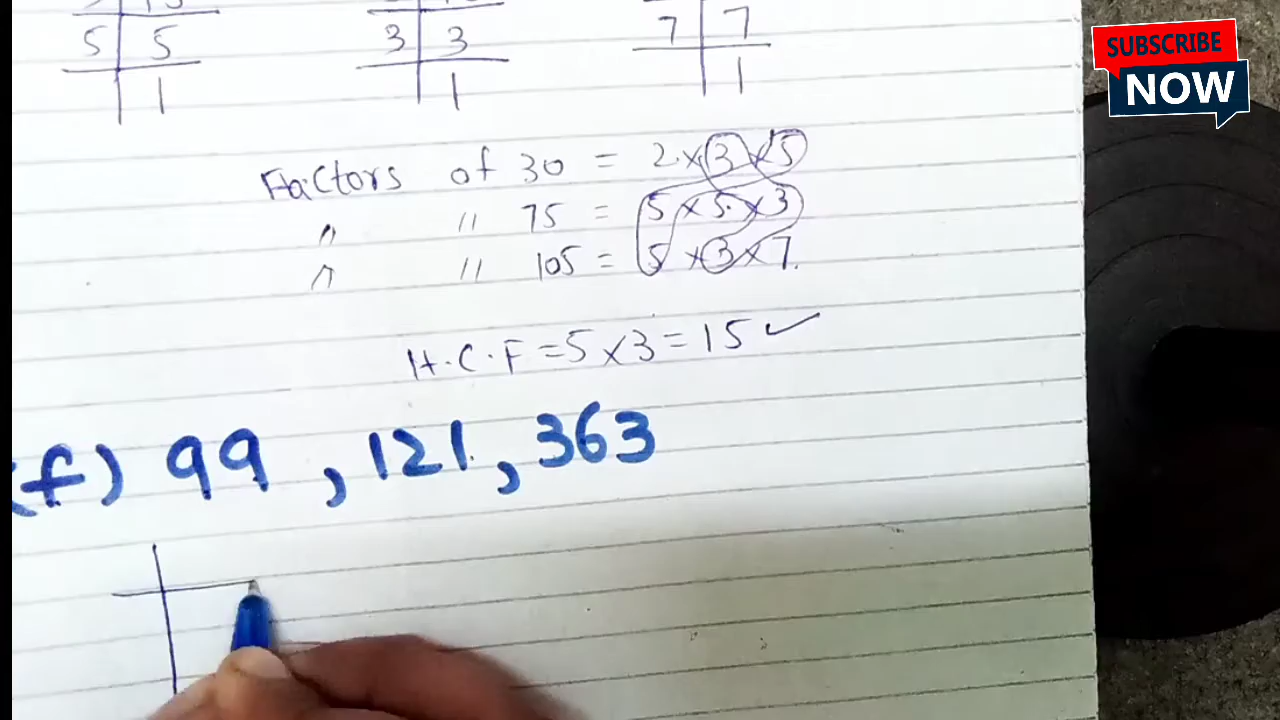 5 | 5
1
3 | 3
1
7 | 7
1
SUBSCRIBE
NOW
Factors of 30 = 2 × 3 × 5
" " 75 = 5 × 5 × 3
" " 105 = 5 × 3 × 7.
H.C.F = 5 × 3 = 15 ✓
(f) 99 , 121 , 363